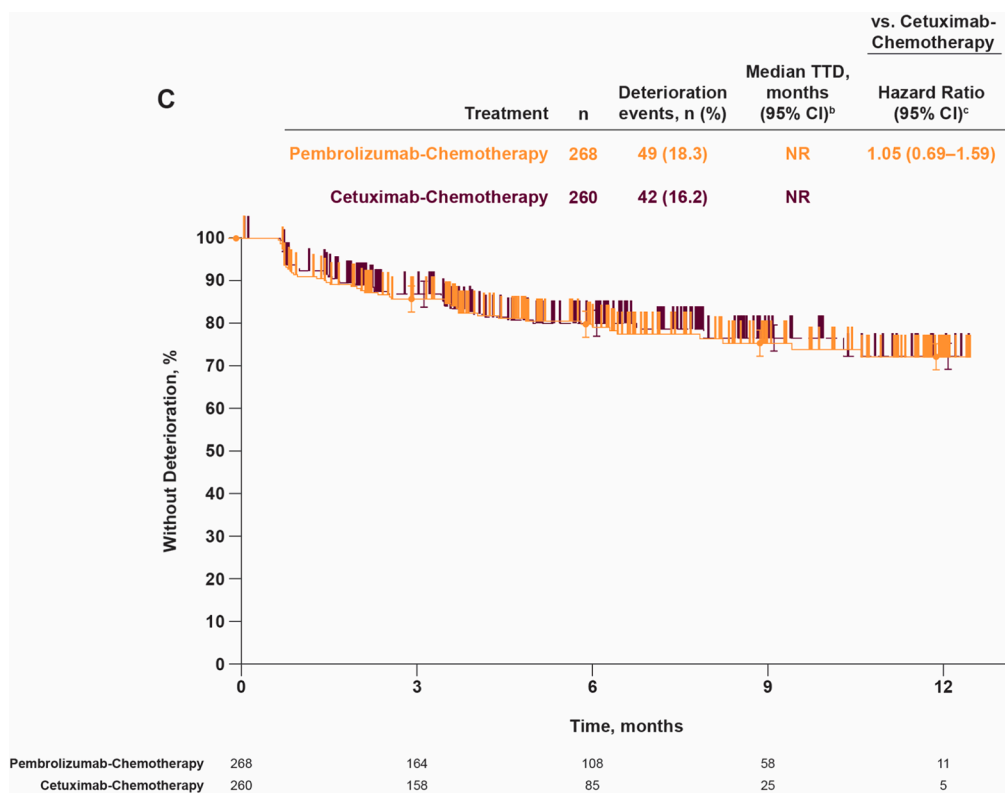 vs. Cetuximab-
Chemotherapy
C
Treatment n Deterioration events, n (%) Median TTD, months (95% CI)b Hazard Ratio (95% CI)c
Pembrolizumab-Chemotherapy 268 49 (18.3) NR 1.05 (0.69–1.59)
Cetuximab-Chemotherapy 260 42 (16.2) NR
100
90
80
70
60
50
40
30
20
10
0
Without Deterioration, %
0 3 6 9 12
Time, months
Pembrolizumab-Chemotherapy 268 164 108 58 11
Cetuximab-Chemotherapy 260 158 85 25 5